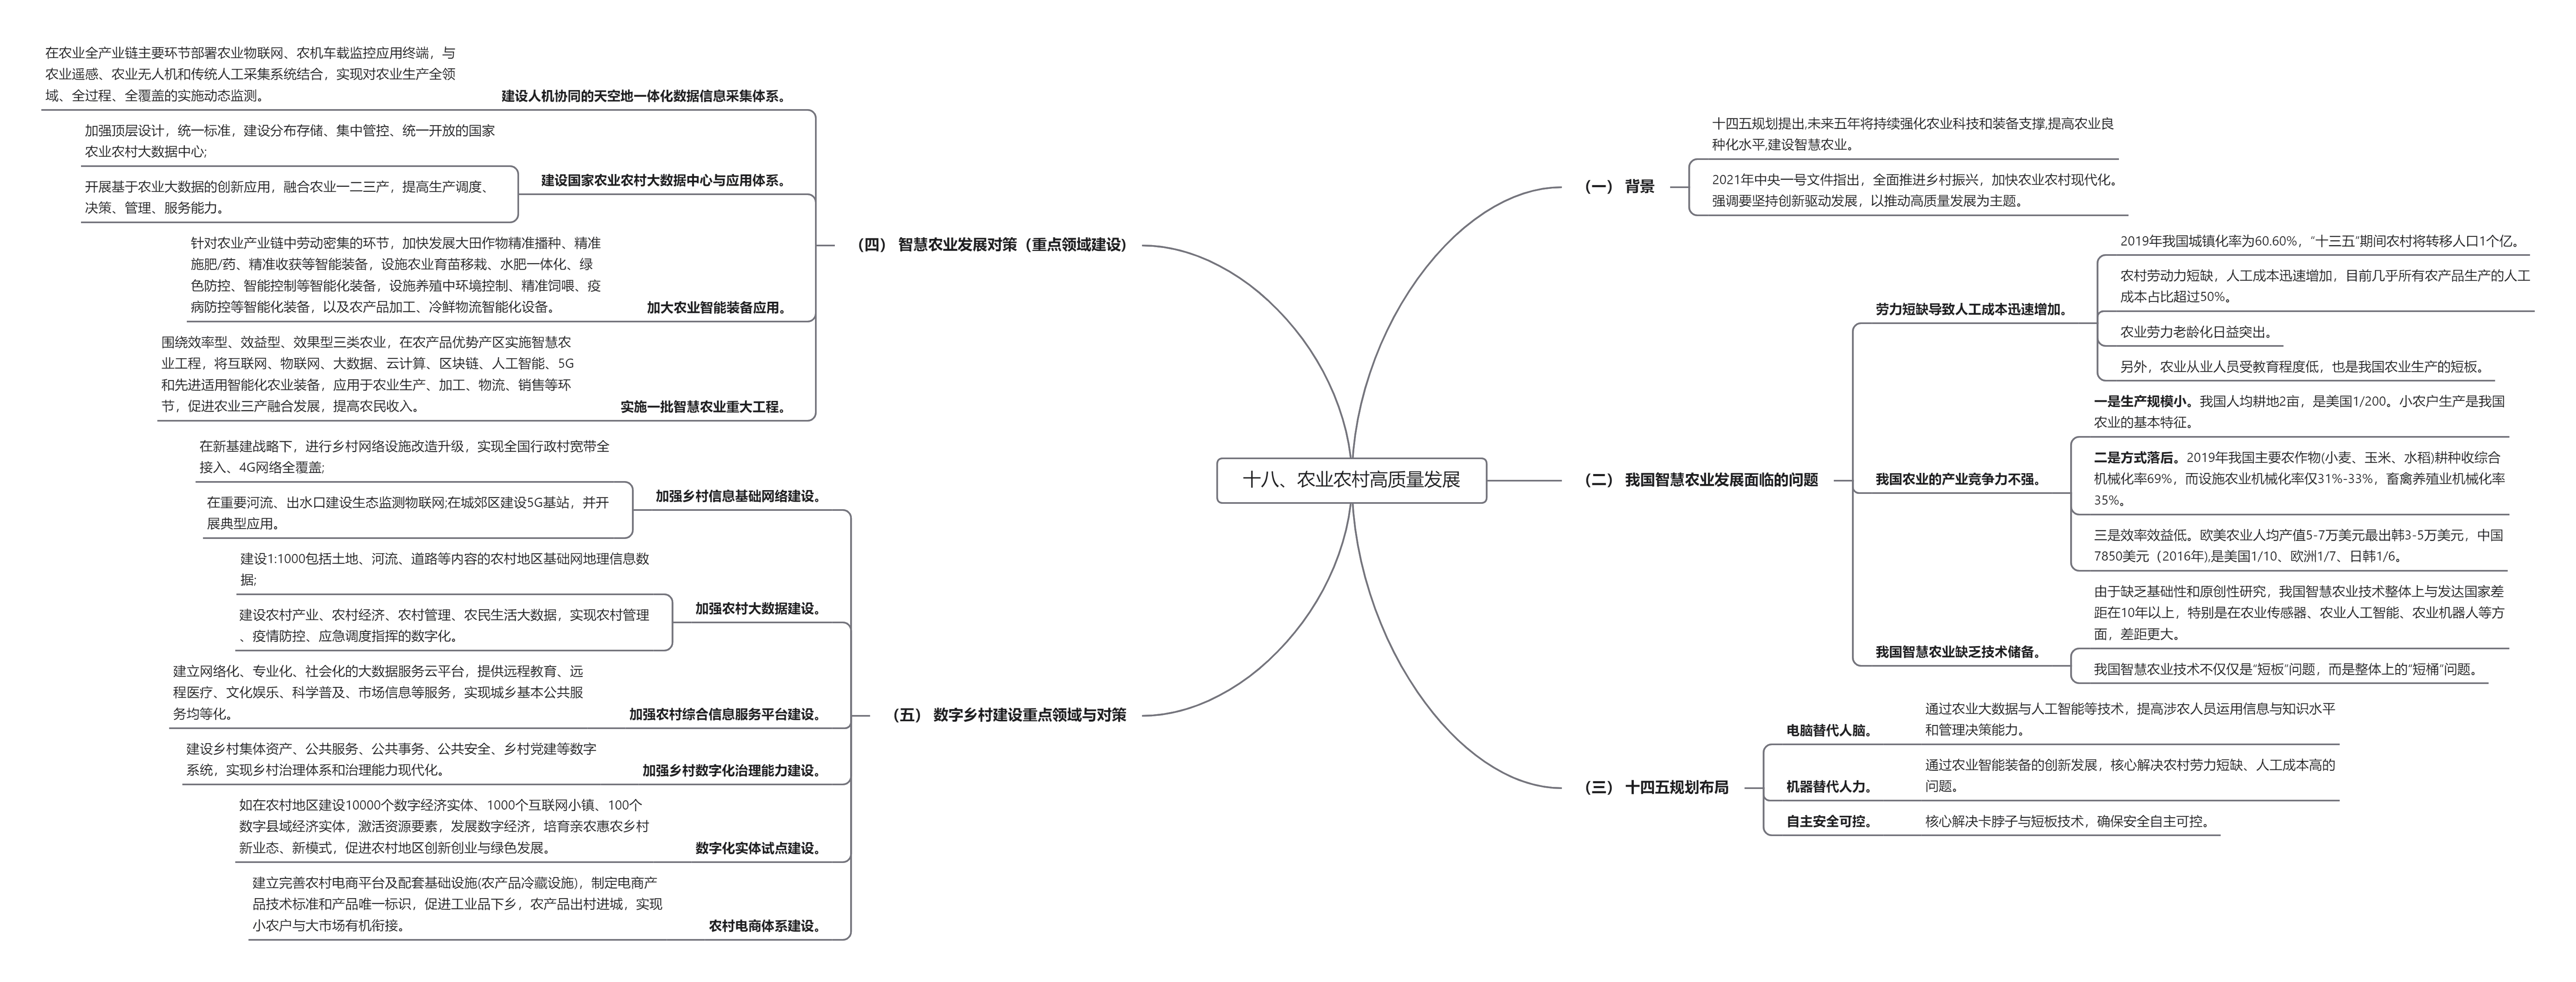 十八、农业农村高质量发展
（一） 背景
十四五规划提出,未来五年将持续强化农业科技和装备支撑,提高农业良
种化水平,建设智慧农业。
2021年中央一号文件指出，全面推进乡村振兴，加快农业农村现代化。
强调要坚持创新驱动发展，以推动高质量发展为主题。
（二） 我国智慧农业发展面临的问题
劳力短缺导致人工成本迅速增加。
2019年我国城镇化率为60.60%，“十三五”期间农村将转移人口1个亿。
农村劳动力短缺，人工成本迅速增加，目前几乎所有农产品生产的人工
成本占比超过50%。
农业劳力老龄化日益突出。
另外，农业从业人员受教育程度低，也是我国农业生产的短板。
我国农业的产业竞争力不强。
一是生产规模小。我国人均耕地2亩，是美国1/200。小农户生产是我国
农业的基本特征。
二是方式落后。2019年我国主要农作物(小麦、玉米、水稻)耕种收综合
机械化率69%，而设施农业机械化率仅31%-33%，畜禽养殖业机械化率
35%。
三是效率效益低。欧美农业人均产值5-7万美元最出韩3-5万美元，中国
7850美元（2016年),是美国1/10、欧洲1/7、日韩1/6。
我国智慧农业缺乏技术储备。
由于缺乏基础性和原创性研究，我国智慧农业技术整体上与发达国家差
距在10年以上，特别是在农业传感器、农业人工智能、农业机器人等方
面，差距更大。
我国智慧农业技术不仅仅是“短板”问题，而是整体上的“短桶”问题。
（三） 十四五规划布局
电脑替代人脑。
通过农业大数据与人工智能等技术，提高涉农人员运用信息与知识水平
和管理决策能力。
机器替代人力。
通过农业智能装备的创新发展，核心解决农村劳力短缺、人工成本高的
问题。
自主安全可控。
核心解决卡脖子与短板技术，确保安全自主可控。
（四） 智慧农业发展对策（重点领域建设)
建设人机协同的天空地一体化数据信息采集体系。
在农业全产业链主要环节部署农业物联网、农机车载监控应用终端，与
农业遥感、农业无人机和传统人工采集系统结合，实现对农业生产全领
域、全过程、全覆盖的实施动态监测。
建设国家农业农村大数据中心与应用体系。
加强顶层设计，统一标准，建设分布存储、集中管控、统一开放的国家
农业农村大数据中心;
开展基于农业大数据的创新应用，融合农业一二三产，提高生产调度、
决策、管理、服务能力。
加大农业智能装备应用。
针对农业产业链中劳动密集的环节，加快发展大田作物精准播种、精准
施肥/药、精准收获等智能装备，设施农业育苗移栽、水肥一体化、绿
色防控、智能控制等智能化装备，设施养殖中环境控制、精准饲喂、疫
病防控等智能化装备，以及农产品加工、冷鲜物流智能化设备。
实施一批智慧农业重大工程。
围绕效率型、效益型、效果型三类农业，在农产品优势产区实施智慧农
业工程，将互联网、物联网、大数据、云计算、区块链、人工智能、5G
和先进适用智能化农业装备，应用于农业生产、加工、物流、销售等环
节，促进农业三产融合发展，提高农民收入。
（五） 数字乡村建设重点领域与对策
加强乡村信息基础网络建设。
在新基建战略下，进行乡村网络设施改造升级，实现全国行政村宽带全
接入、4G网络全覆盖;
在重要河流、出水口建设生态监测物联网;在城郊区建设5G基站，并开
展典型应用。
加强农村大数据建设。
建设1:1000包括土地、河流、道路等内容的农村地区基础网地理信息数
据;
建设农村产业、农村经济、农村管理、农民生活大数据，实现农村管理
、疫情防控、应急调度指挥的数字化。
加强农村综合信息服务平台建设。
建立网络化、专业化、社会化的大数据服务云平台，提供远程教育、远
程医疗、文化娱乐、科学普及、市场信息等服务，实现城乡基本公共服
务均等化。
加强乡村数字化治理能力建设。
建设乡村集体资产、公共服务、公共事务、公共安全、乡村党建等数字
系统，实现乡村治理体系和治理能力现代化。
数字化实体试点建设。
如在农村地区建设10000个数字经济实体、1000个互联网小镇、100个
数字县域经济实体，激活资源要素，发展数字经济，培育亲农惠农乡村
新业态、新模式，促进农村地区创新创业与绿色发展。
农村电商体系建设。
建立完善农村电商平台及配套基础设施(农产品冷藏设施)，制定电商产
品技术标准和产品唯一标识，促进工业品下乡，农产品出村进城，实现
小农户与大市场有机衔接。